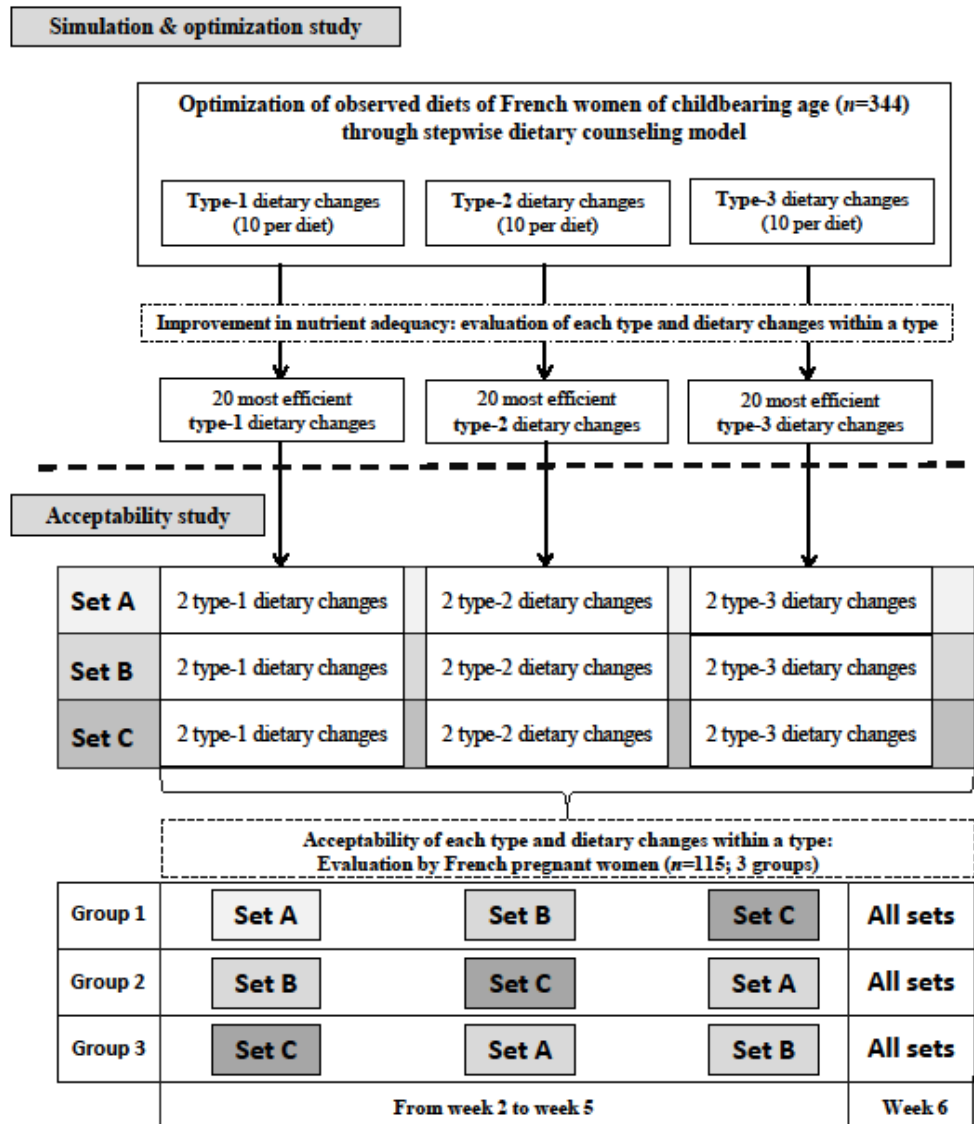 Simulation & optimization study
Optimization of observed diets of French women of childbearing age (n=344)
through stepwise dietary counseling model
Type-1 dietary changes
(10 per diet)
Type-2 dietary changes
(10 per diet)
Type-3 dietary changes
(10 per diet)
Improvement in nutrient adequacy: evaluation of each type and dietary changes within a type
20 most efficient
type-1 dietary changes
20 most efficient
type-2 dietary changes
20 most efficient
type-3 dietary changes
Acceptability study
Set A 2 type-1 dietary changes 2 type-2 dietary changes 2 type-3 dietary changes
Set B 2 type-1 dietary changes 2 type-2 dietary changes 2 type-3 dietary changes
Set C 2 type-1 dietary changes 2 type-2 dietary changes 2 type-3 dietary changes
Acceptability of each type and dietary changes within a type:
Evaluation by French pregnant women (n=115; 3 groups)
Group 1 Set A Set B Set C All sets
Group 2 Set B Set C Set A All sets
Group 3 Set C Set A Set B All sets
From week 2 to week 5 Week 6